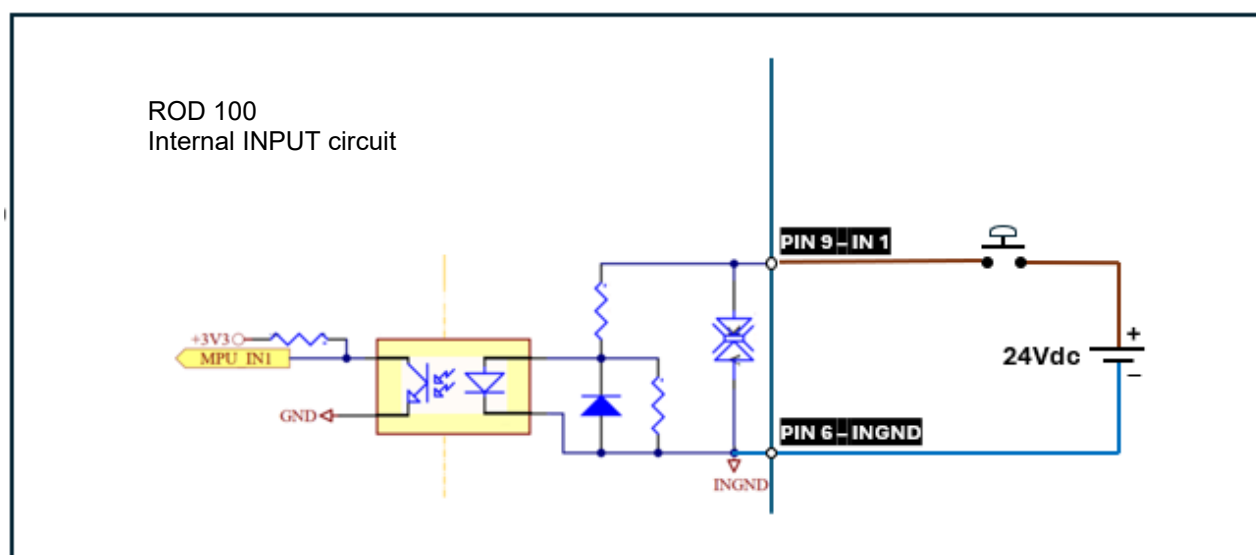 ROD 100
Internal INPUT circuit
PIN 9 – IN 1
+3V3
MPU_IN1
+
24Vdc
–
GND
PIN 6 – INGND
INGND